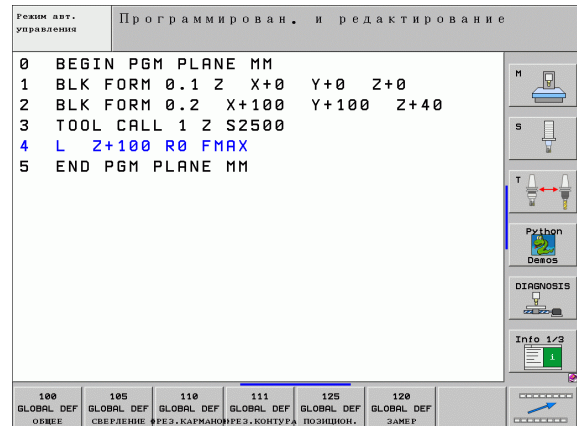 Режим авт.
управления
Программирован. и редактирование
0 BEGIN PGM PLANE MM
1 BLK FORM 0.1 Z X+0 Y+0 Z+0
2 BLK FORM 0.2 X+100 Y+100 Z+40
3 TOOL CALL 1 Z S2500
4 L Z+100 R0 FMAX
5 END PGM PLANE MM
M
S
T
Python
Demos
DIAGNOSIS
Info 1/3
i
100
GLOBAL DEF
ОБЩЕЕ
105
GLOBAL DEF
СВЕРЛЕНИЕ
110
GLOBAL DEF
ФРЕЗ.КАРМАНО
111
GLOBAL DEF
ФРЕЗ.КОНТУРА
125
GLOBAL DEF
ПОЗИЦИОН.
120
GLOBAL DEF
ЗАМЕР